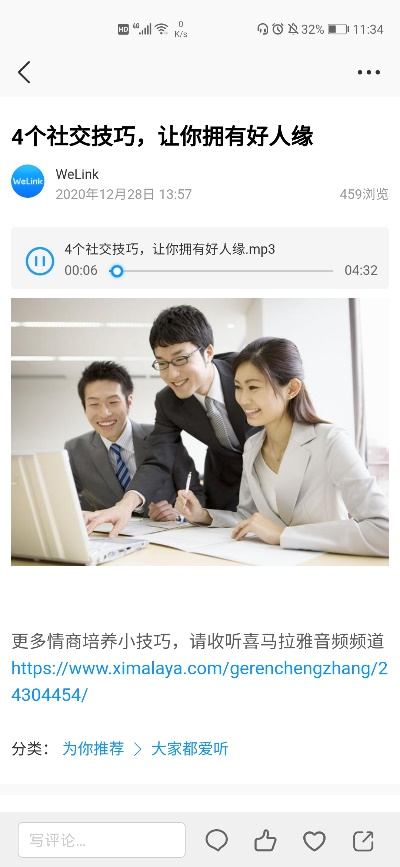 HD 4G 0 K/s 32% 11:34
4个社交技巧，让你拥有好人缘
WeLink
WeLink
2020年12月28日 13:57 459浏览
4个社交技巧，让你拥有好人缘.mp3
00:06 04:32
更多情商培养小技巧，请收听喜马拉雅音频频道
https://www.ximalaya.com/gerenchengzhang/2
4304454/
分类： 为你推荐 > 大家都爱听
写评论...